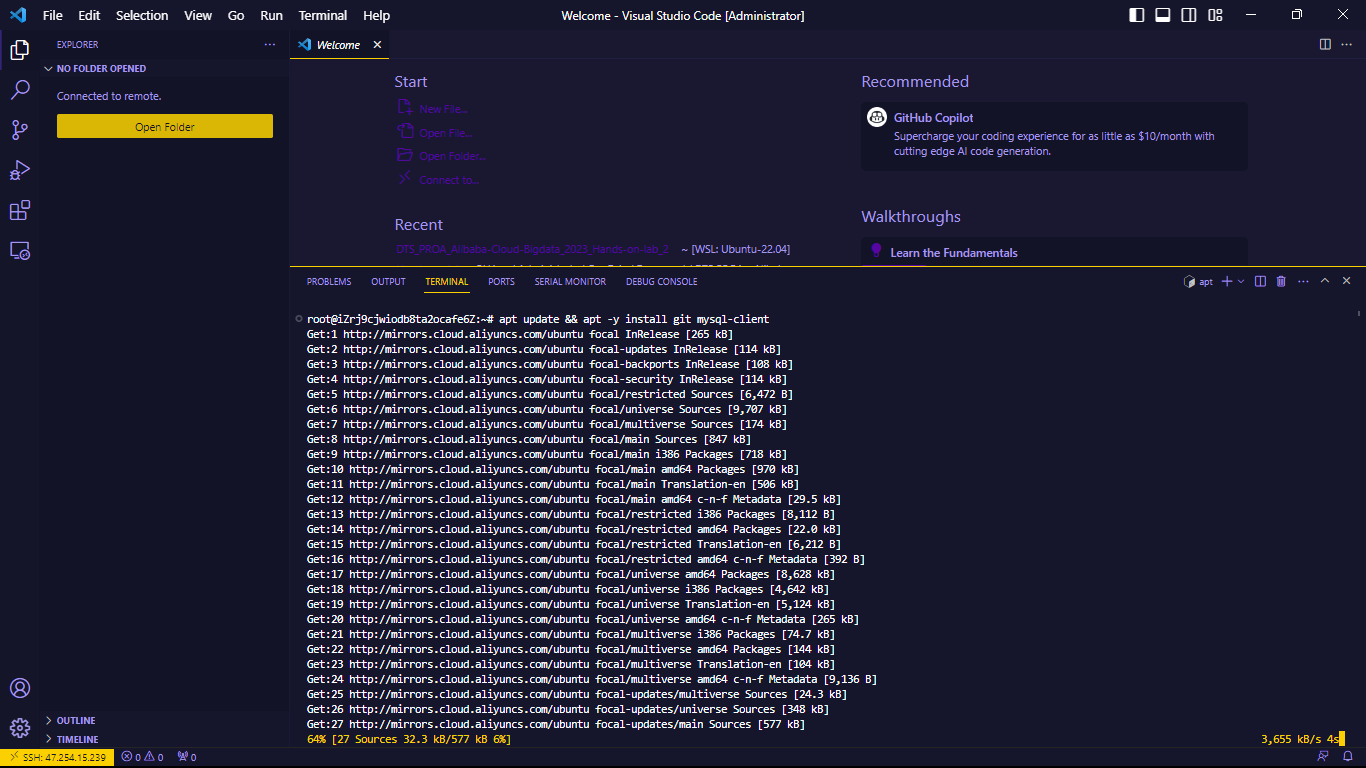 File Edit Selection View Go Run Terminal Help
Welcome - Visual Studio Code [Administrator]
EXPLORER
NO FOLDER OPENED
Connected to remote.
Open Folder
Welcome
Start
New File...
Open File...
Open Folder...
Connect to...
Recent
DTS_PROA_Alibaba-Cloud-Bigdata_2023_Hands-on-lab_2 ~ [WSL: Ubuntu-22.04]
Recommended
GitHub Copilot
Supercharge your coding experience for as little as $10/month with
cutting edge AI code generation.
Walkthroughs
Learn the Fundamentals
PROBLEMS OUTPUT TERMINAL PORTS SERIAL MONITOR DEBUG CONSOLE
apt
root@iZrj9cjwiodb8ta2ocafe6Z:~# apt update && apt -y install git mysql-client
Get:1 http://mirrors.cloud.aliyuncs.com/ubuntu focal InRelease [265 kB]
Get:2 http://mirrors.cloud.aliyuncs.com/ubuntu focal-updates InRelease [114 kB]
Get:3 http://mirrors.cloud.aliyuncs.com/ubuntu focal-backports InRelease [108 kB]
Get:4 http://mirrors.cloud.aliyuncs.com/ubuntu focal-security InRelease [114 kB]
Get:5 http://mirrors.cloud.aliyuncs.com/ubuntu focal/restricted Sources [6,472 B]
Get:6 http://mirrors.cloud.aliyuncs.com/ubuntu focal/universe Sources [9,707 kB]
Get:7 http://mirrors.cloud.aliyuncs.com/ubuntu focal/multiverse Sources [174 kB]
Get:8 http://mirrors.cloud.aliyuncs.com/ubuntu focal/main Sources [847 kB]
Get:9 http://mirrors.cloud.aliyuncs.com/ubuntu focal/main i386 Packages [718 kB]
Get:10 http://mirrors.cloud.aliyuncs.com/ubuntu focal/main amd64 Packages [970 kB]
Get:11 http://mirrors.cloud.aliyuncs.com/ubuntu focal/main Translation-en [506 kB]
Get:12 http://mirrors.cloud.aliyuncs.com/ubuntu focal/main amd64 c-n-f Metadata [29.5 kB]
Get:13 http://mirrors.cloud.aliyuncs.com/ubuntu focal/restricted i386 Packages [8,112 B]
Get:14 http://mirrors.cloud.aliyuncs.com/ubuntu focal/restricted amd64 Packages [22.0 kB]
Get:15 http://mirrors.cloud.aliyuncs.com/ubuntu focal/restricted Translation-en [6,212 B]
Get:16 http://mirrors.cloud.aliyuncs.com/ubuntu focal/restricted amd64 c-n-f Metadata [392 B]
Get:17 http://mirrors.cloud.aliyuncs.com/ubuntu focal/universe amd64 Packages [8,628 kB]
Get:18 http://mirrors.cloud.aliyuncs.com/ubuntu focal/universe i386 Packages [4,642 kB]
Get:19 http://mirrors.cloud.aliyuncs.com/ubuntu focal/universe Translation-en [5,124 kB]
Get:20 http://mirrors.cloud.aliyuncs.com/ubuntu focal/universe amd64 c-n-f Metadata [265 kB]
Get:21 http://mirrors.cloud.aliyuncs.com/ubuntu focal/multiverse i386 Packages [74.7 kB]
Get:22 http://mirrors.cloud.aliyuncs.com/ubuntu focal/multiverse amd64 Packages [144 kB]
Get:23 http://mirrors.cloud.aliyuncs.com/ubuntu focal/multiverse Translation-en [104 kB]
Get:24 http://mirrors.cloud.aliyuncs.com/ubuntu focal/multiverse amd64 c-n-f Metadata [9,136 B]
Get:25 http://mirrors.cloud.aliyuncs.com/ubuntu focal-updates/multiverse Sources [24.3 kB]
Get:26 http://mirrors.cloud.aliyuncs.com/ubuntu focal-updates/universe Sources [348 kB]
Get:27 http://mirrors.cloud.aliyuncs.com/ubuntu focal-updates/main Sources [577 kB]
64% [27 Sources 32.3 kB/577 kB 6%] 3,655 kB/s 4s
OUTLINE
TIMELINE
SSH: 47.254.15.239 0 0 0